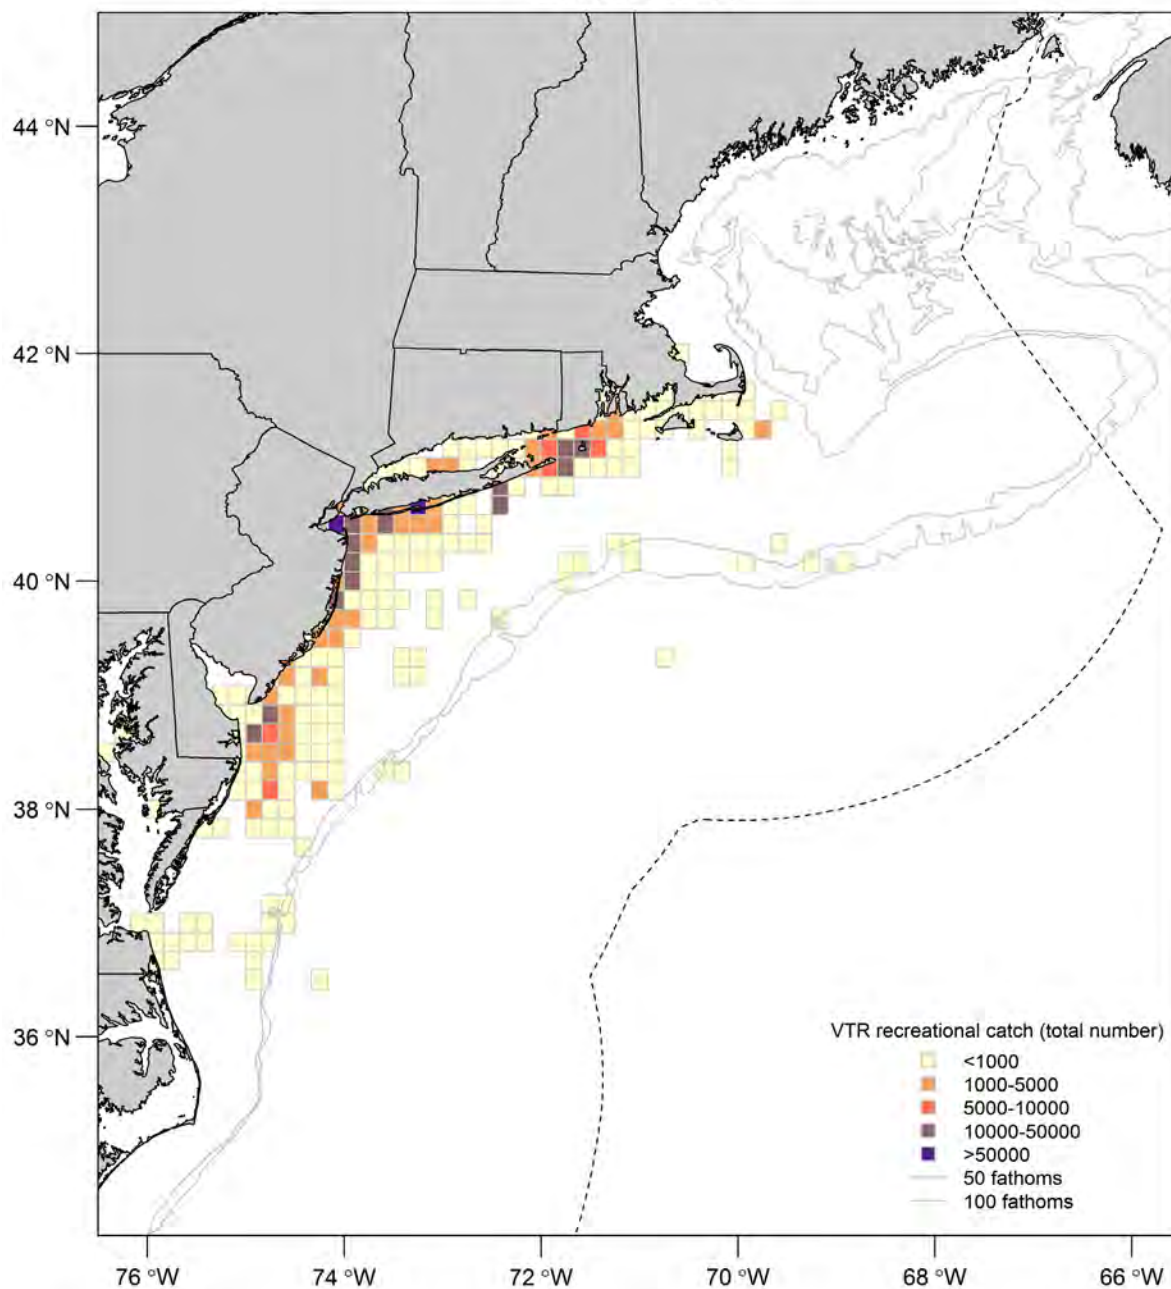 44 °N
42 °N
40 °N
38 °N
36 °N
VTR recreational catch (total number)
<1000
1000-5000
5000-10000
10000-50000
>50000
50 fathoms
100 fathoms
76 °W
74 °W
72 °W
70 °W
68 °W
66 °W